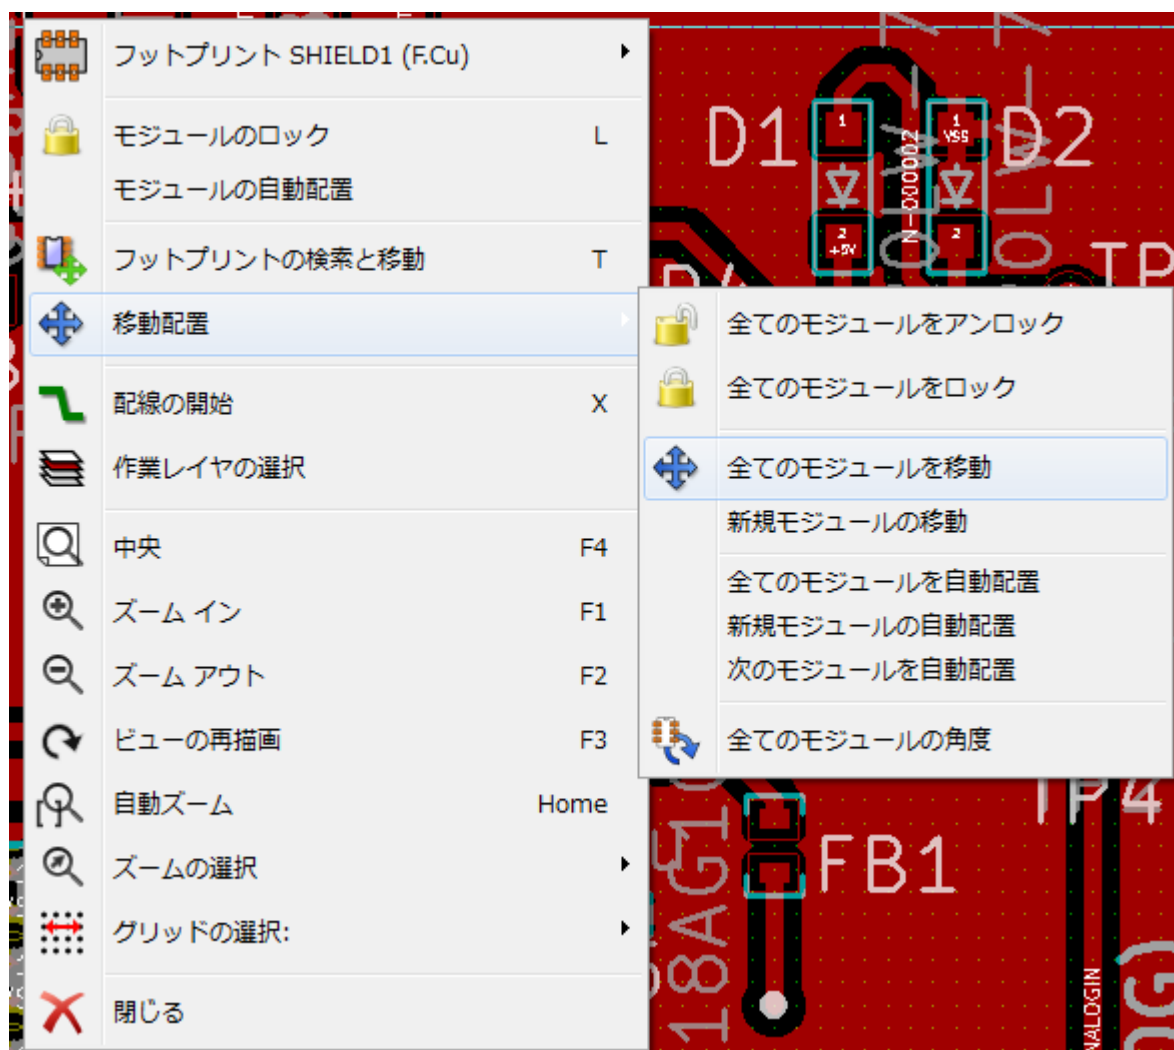 フットプリント SHIELD1 (F.Cu)
モジュールのロック L
モジュールの自動配置
フットプリントの検索と移動 T
移動配置
配線の開始 X
作業レイヤの選択
中央 F4
ズーム イン F1
ズーム アウト F2
ビューの再描画 F3
自動ズーム Home
ズームの選択
グリッドの選択:
閉じる
全てのモジュールをアンロック
全てのモジュールをロック
全てのモジュールを移動
新規モジュールの移動
全てのモジュールを自動配置
新規モジュールの自動配置
次のモジュールを自動配置
全てのモジュールの角度
D1
1
2
+5V
N-000002
1
VSS
2
D2
TP
TP4
FB1
18AG1
NALOGIN